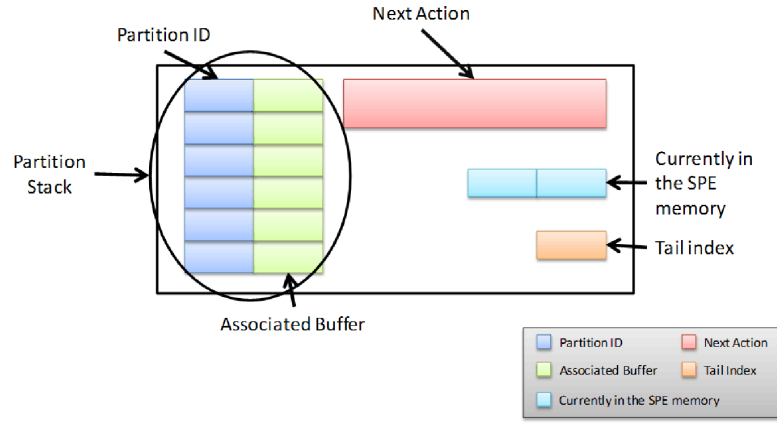 Next Action
Partition ID
Partition
Stack
Currently in
the SPE
memory
Tail index
Associated Buffer
Partition ID
Next Action
Associated Buffer
Tail Index
Currently in the SPE memory